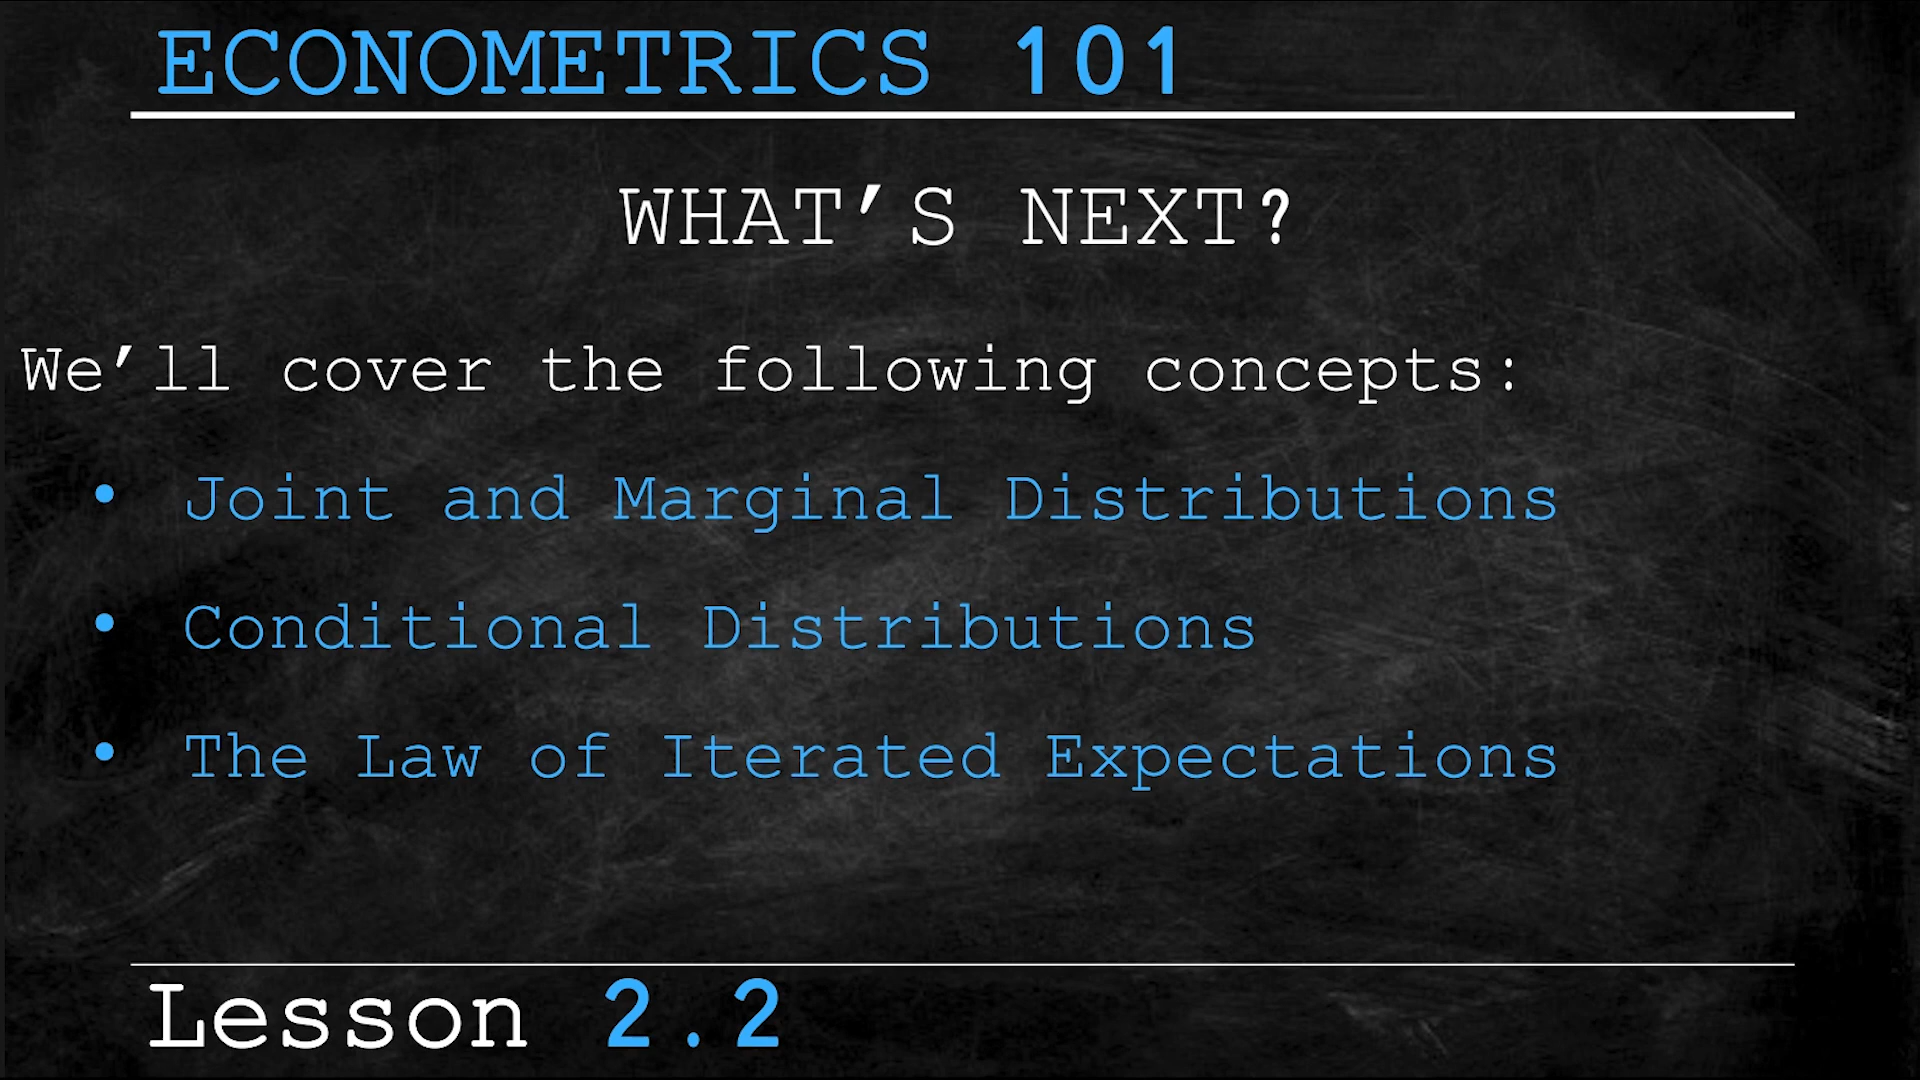 ECONOMETRICS 101
WHAT’S NEXT?
We’ll cover the following concepts:
• Joint and Marginal Distributions
• Conditional Distributions
• The Law of Iterated Expectations
Lesson 2.2